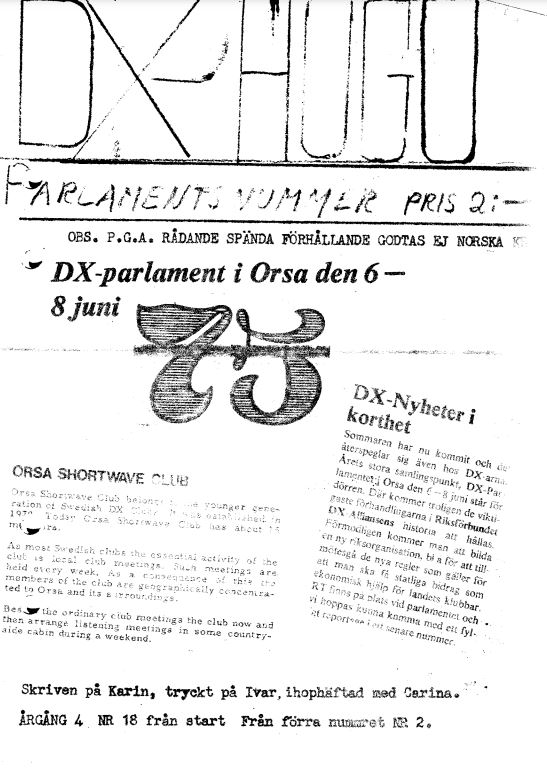 DX-HUGO
PARLAMENTSNUMMER PRIS 2:-
OBS. P.G.A. RÅDANDE SPÄNDA FÖRHÅLLANDE GODTAS EJ NORSKA
DX-parlament i Orsa den 6 —
8 juni
75
DX-Nyheter i
korthet
Sommaren har nu kommit och de
återspeglar sig även hos DX-arna.
Årets stora samlingspunkt, DX-Par
lamentet i Orsa den 6 – 8 juni står för
dörren. Där kommer troligen de vikti-
gaste förhandlingarna i Riksförbundet
DX Alliansens historia att hållas.
Förmodligen kommer man att bilda
en ny riksorganisation, bl a för att till-
mötesgå de nya regler som gäller för
att man ska få statliga bidrag som
ekonomisk hjälp för landets klubbar.
RT finns på plats vid parlamentet och
vi hoppas kunna komma med ett fyl-
reportage i ett senare nummer.
ORSA SHORTWAVE CLUB
Orsa Shortwave Club belongs the younger gene-
ration of Swedish DX established in
Today Orsa Shortwave Club has about 15
As most Swedish clubs the essential activity of the
club is local club meetings. Such meetings are
held every week. As a consequence of this the
members of the club are geographically concentra-
ted to Orsa and its surroundings.
the ordinary club meetings the club now and
then arrange listening meetings in some country-
side cabin during a weekend.
Skriven på Karin, tryckt på Ivar, ihophäftad med Carina.
ÅRGÅNG 4 NR 18 från start Från förra numret NR 2.